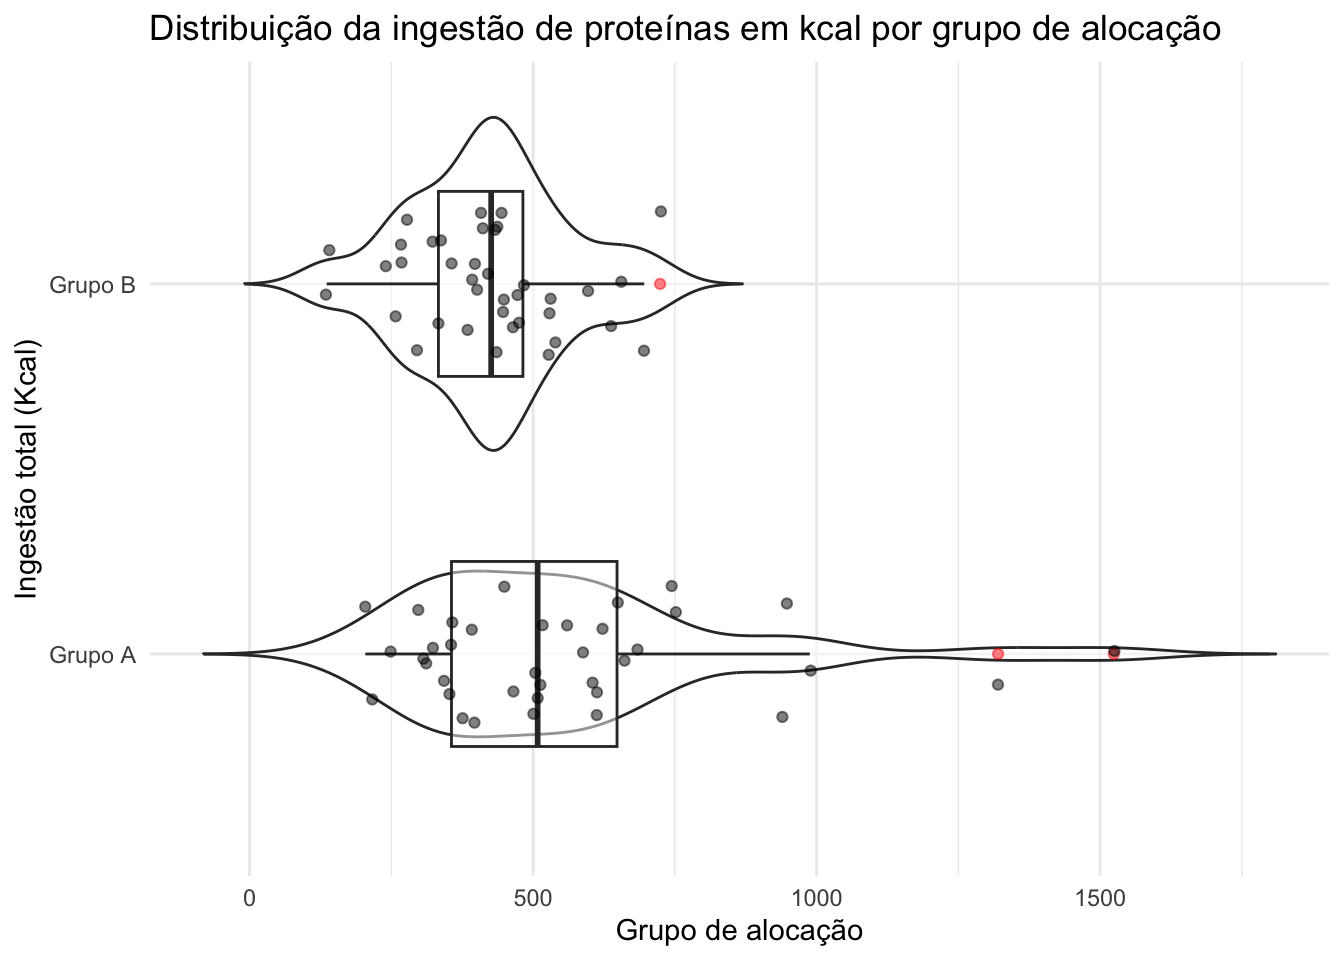 Distribuição da ingestão de proteínas em kcal por grupo de alocação
Ingestão total (Kcal)
Grupo B
Grupo A
0 500 1000 1500
Grupo de alocação